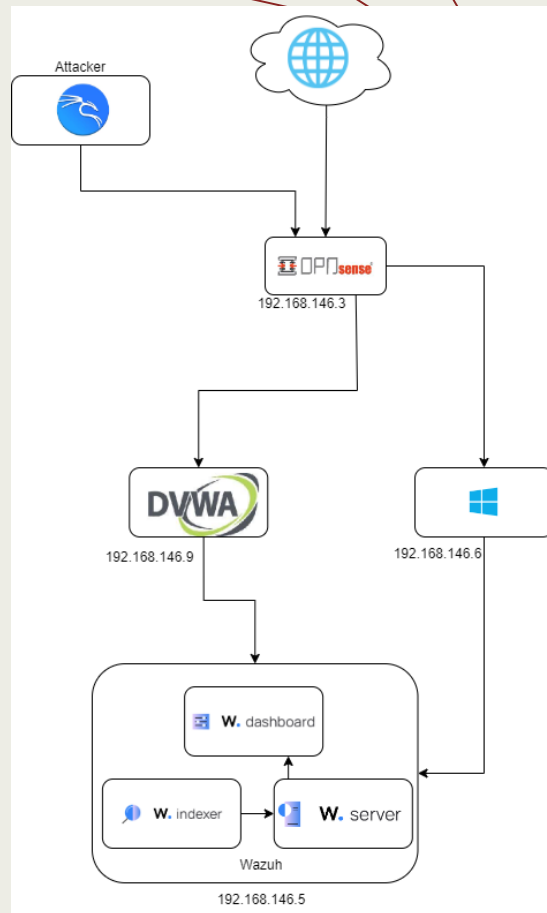 Attacker
OPNsense
192.168.146.3
DVWA
192.168.146.9
192.168.146.6
W. dashboard
W. indexer
W. server
Wazuh
192.168.146.5